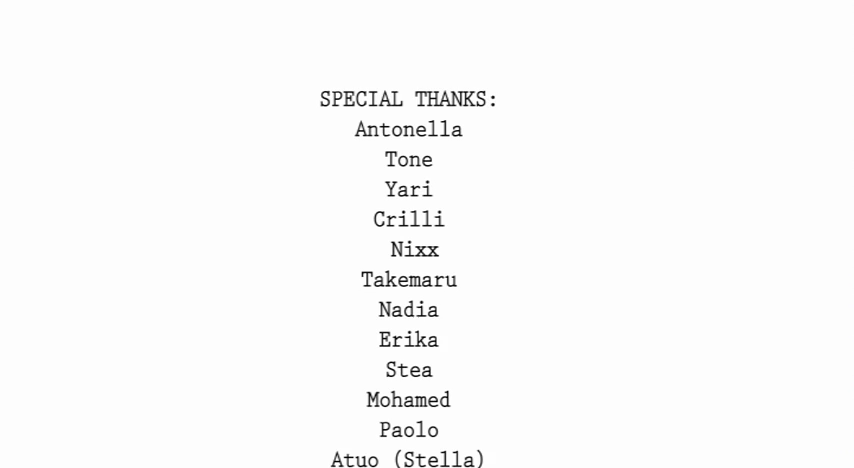 SPECIAL THANKS:
Antonella
Tone
Yari
Crilli
Nixx
Takemaru
Nadia
Erika
Stea
Mohamed
Paolo
Atuo (Stella)